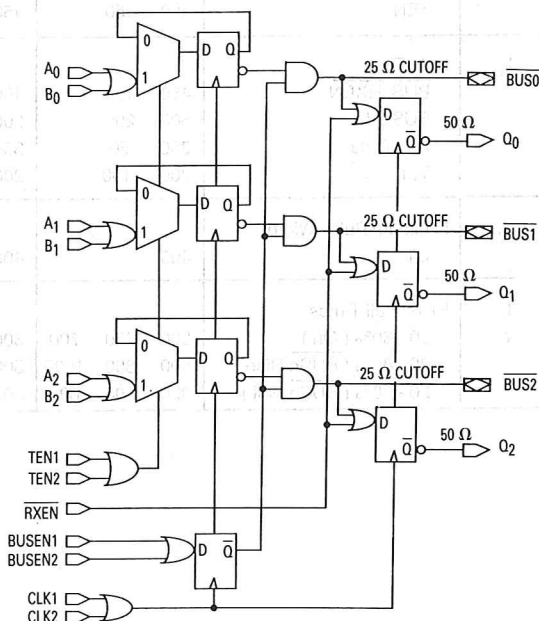 0
D Q
A0
B0
1
25 Ω CUTOFF
BUS0
D
Q
50 Ω
Q0
0
D Q
A1
B1
1
25 Ω CUTOFF
BUS1
D
Q
50 Ω
Q1
0
D Q
A2
B2
1
25 Ω CUTOFF
BUS2
D
Q
50 Ω
Q2
TEN1
TEN2
RXEN
BUSEN1
BUSEN2
D Q
CLK1
CLK2